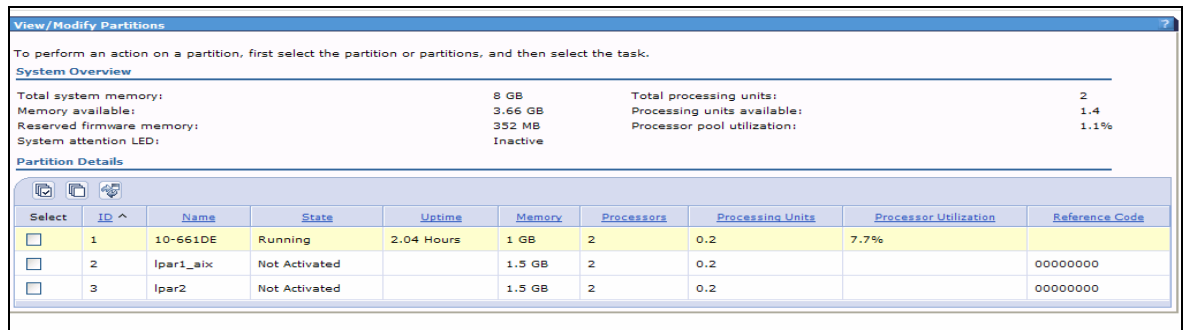 View/Modify Partitions ?
To perform an action on a partition, first select the partition or partitions, and then select the task.
System Overview
Total system memory: 8 GB Total processing units: 2
Memory available: 3.66 GB Processing units available: 1.4
Reserved firmware memory: 352 MB Processor pool utilization: 1.1%
System attention LED: Inactive
Partition Details
Select ID ^ Name State Uptime Memory Processors Processing Units Processor Utilization Reference Code
1 10-661DE Running 2.04 Hours 1 GB 2 0.2 7.7%
2 lpar1_aix Not Activated 1.5 GB 2 0.2 00000000
3 lpar2 Not Activated 1.5 GB 2 0.2 00000000